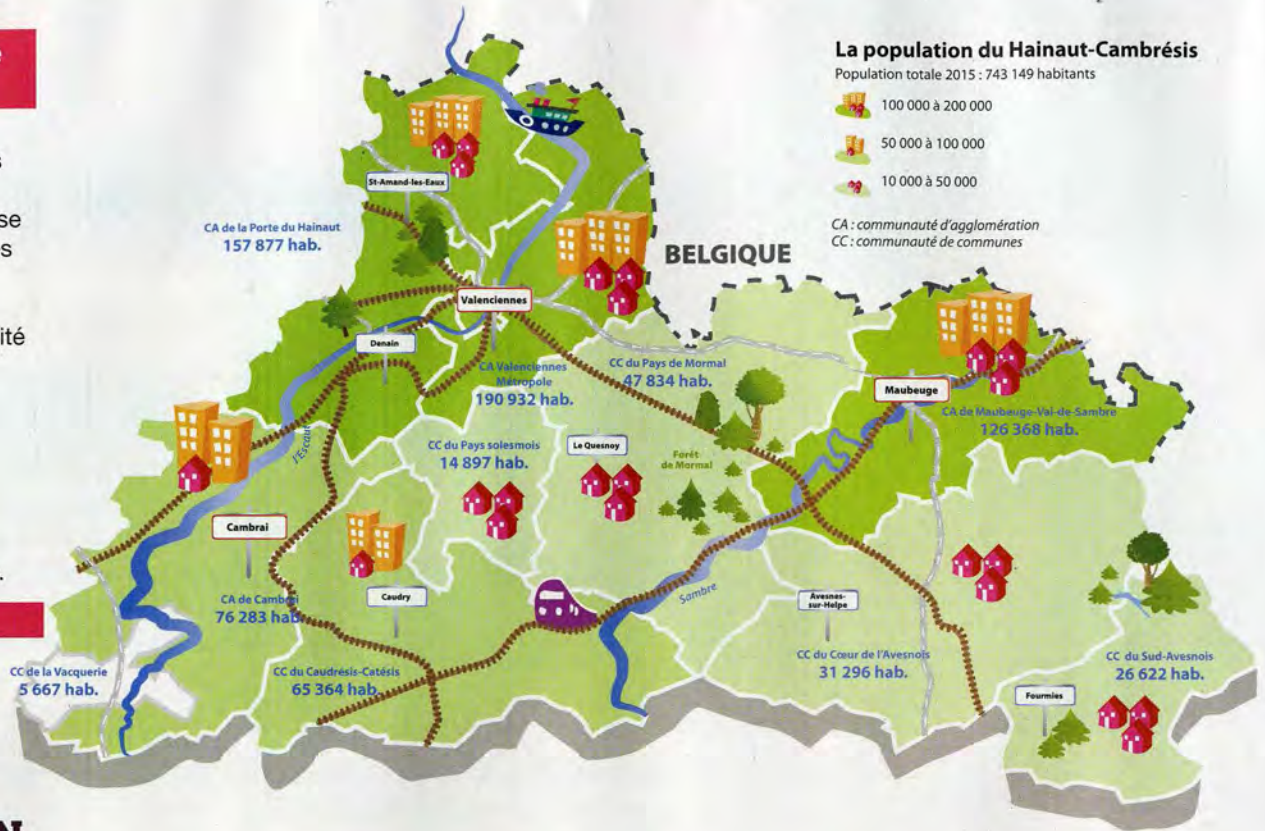 La population du Hainaut-Cambrésis
Population totale 2015 : 743 149 habitants
100 000 à 200 000
50 000 à 100 000
10 000 à 50 000
CA : communauté d'agglomération
CC : communauté de communes
St-Amand-les-Eaux
CA de la Porte du Hainaut
157 877 hab.
BELGIQUE
Valenciennes
Denain
CA Valenciennes
Métropole
190 932 hab.
CC du Pays de Mormal
47 834 hab.
Maubeuge
CA de Maubeuge-Val-de-Sambre
126 368 hab.
l'Escaut
CC du Pays solesmois
14 897 hab.
Le Quesnoy
Forêt
de Mormal
Cambrai
CA de Cambrai
76 283 hab.
Caudry
Sambre
Avesnes-
sur-Helpe
CC de la Vacquerie
5 667 hab.
CC du Caudrésis-Catésis
65 364 hab.
CC du Cœur de l'Avesnois
31 296 hab.
CC du Sud-Avesnois
26 622 hab.
Fourmies